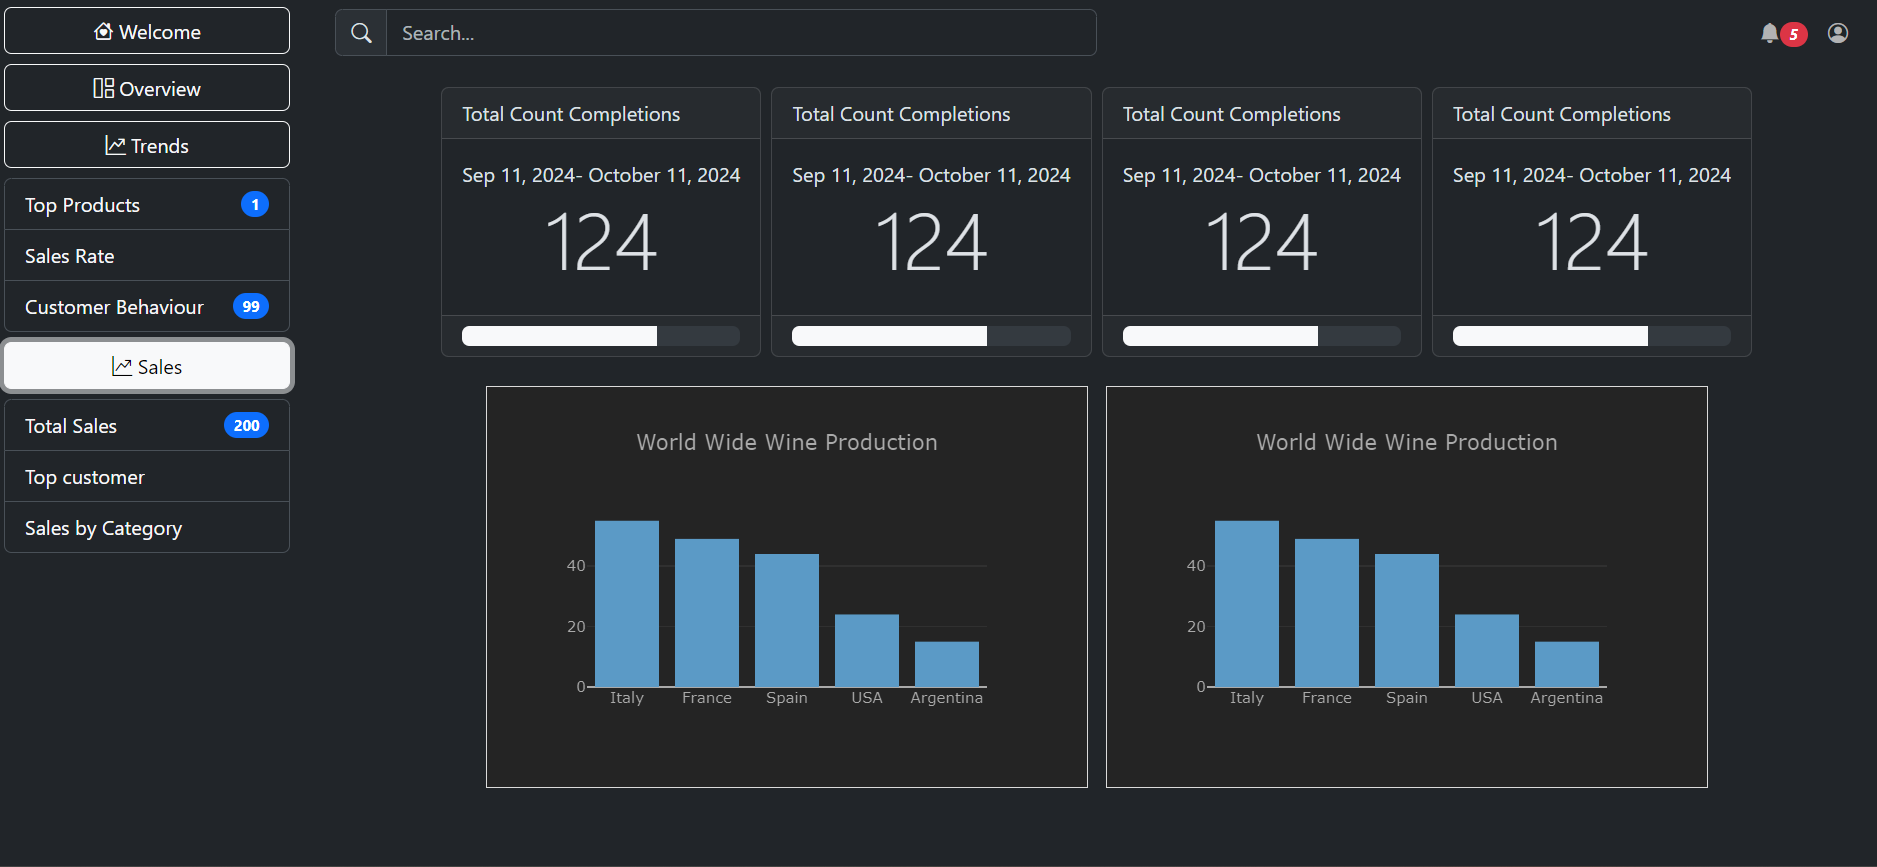 Welcome
Overview
Trends
Top Products 1
Sales Rate
Customer Behaviour 99
Sales
Total Sales 200
Top customer
Sales by Category
Search...
5
Total Count Completions
Sep 11, 2024- October 11, 2024
124
Total Count Completions
Sep 11, 2024- October 11, 2024
124
Total Count Completions
Sep 11, 2024- October 11, 2024
124
Total Count Completions
Sep 11, 2024- October 11, 2024
124
World Wide Wine Production
40
20
0
Italy France Spain USA Argentina
World Wide Wine Production
40
20
0
Italy France Spain USA Argentina